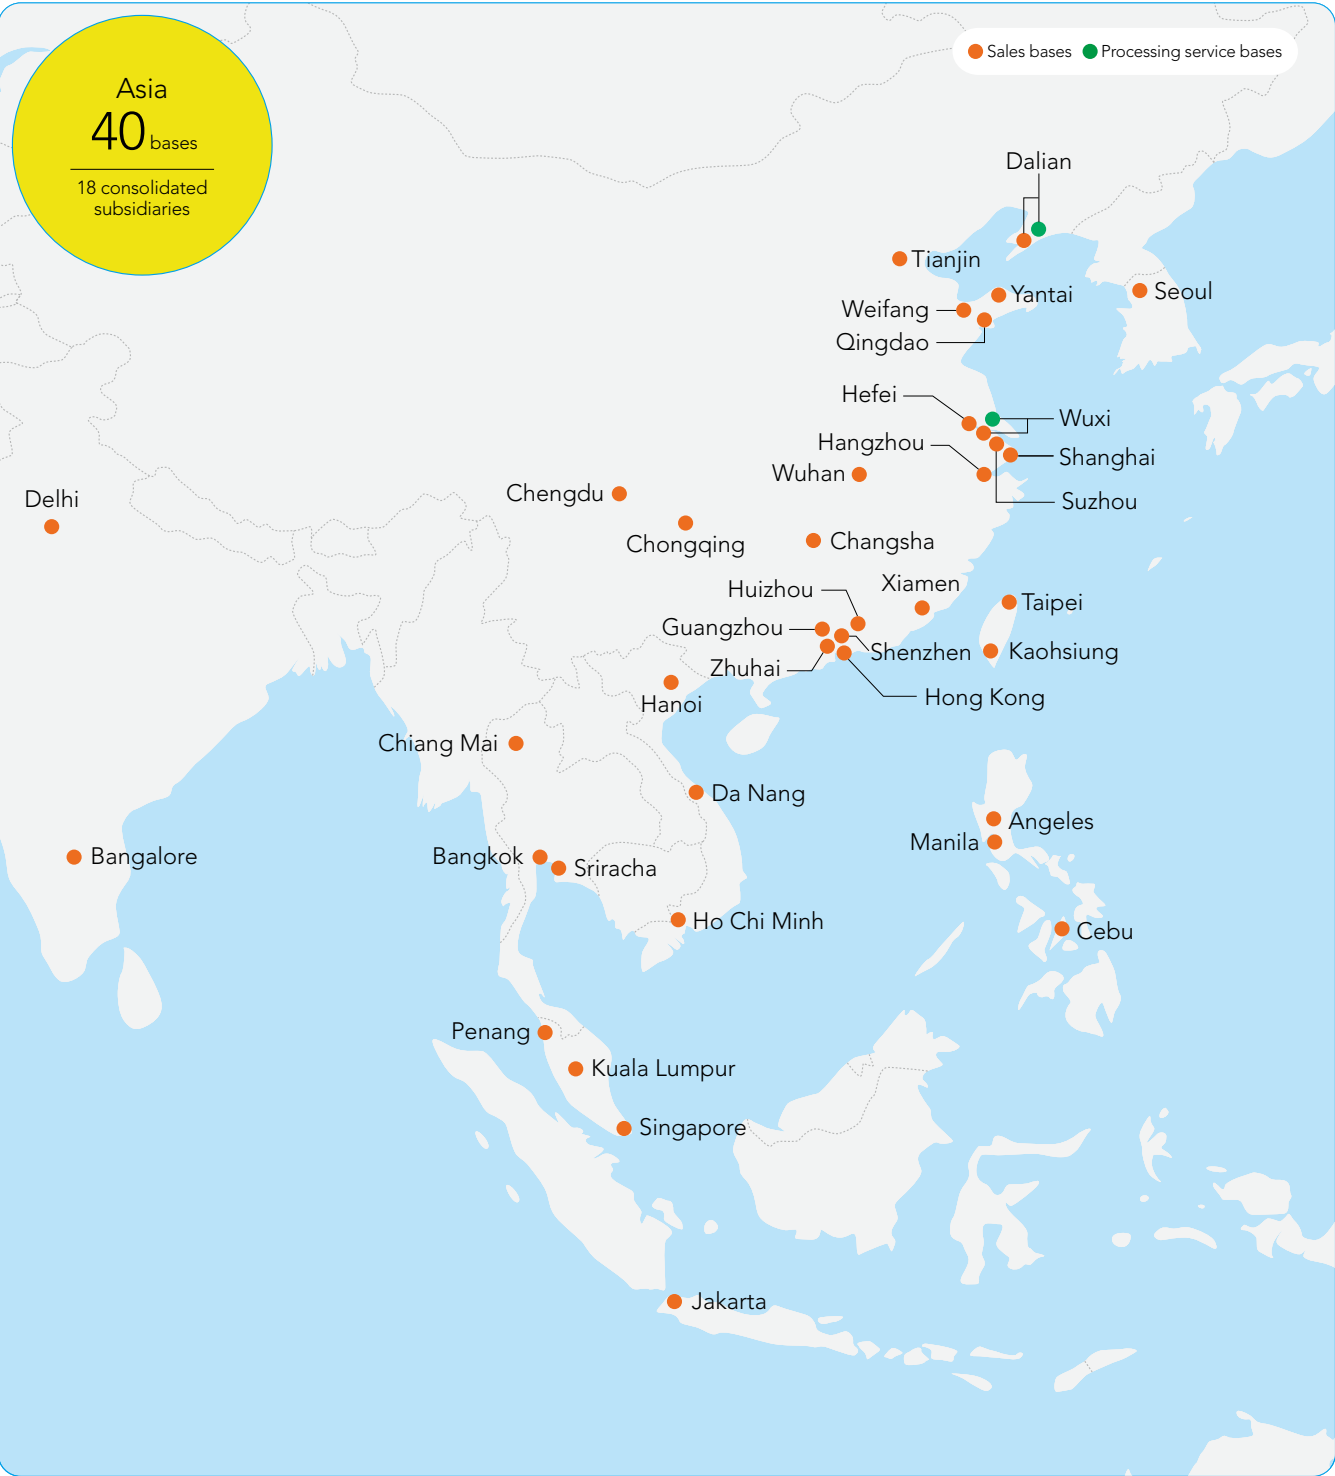 Asia
40 bases
18 consolidated
subsidiaries
Sales bases
Processing service bases
Dalian
Tianjin
Yantai
Seoul
Weifang
Qingdao
Hefei
Wuxi
Hangzhou
Shanghai
Wuhan
Chengdu
Delhi
Suzhou
Chongqing
Changsha
Xiamen
Huizhou
Taipei
Guangzhou
Shenzhen
Kaohsiung
Zhuhai
Hong Kong
Hanoi
Chiang Mai
Da Nang
Angeles
Manila
Bangalore
Bangkok
Sriracha
Ho Chi Minh
Cebu
Penang
Kuala Lumpur
Singapore
Jakarta